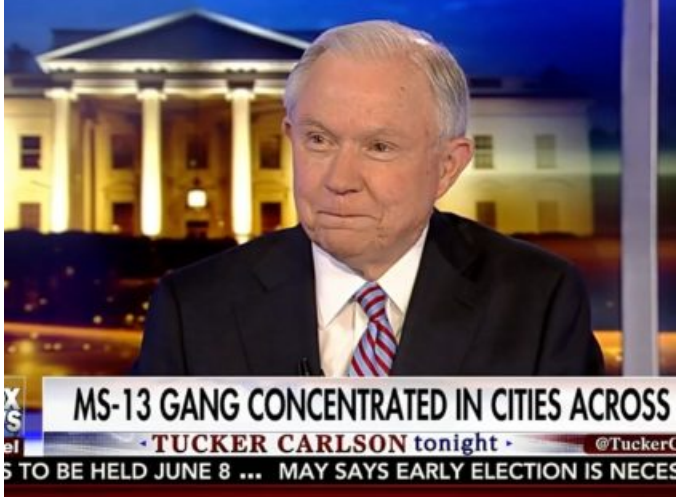 MS-13 GANG CONCENTRATED IN CITIES ACROSS
TUCKER CARLSON tonight
@TuckerC
S TO BE HELD JUNE 8 ... MAY SAYS EARLY ELECTION IS NECES